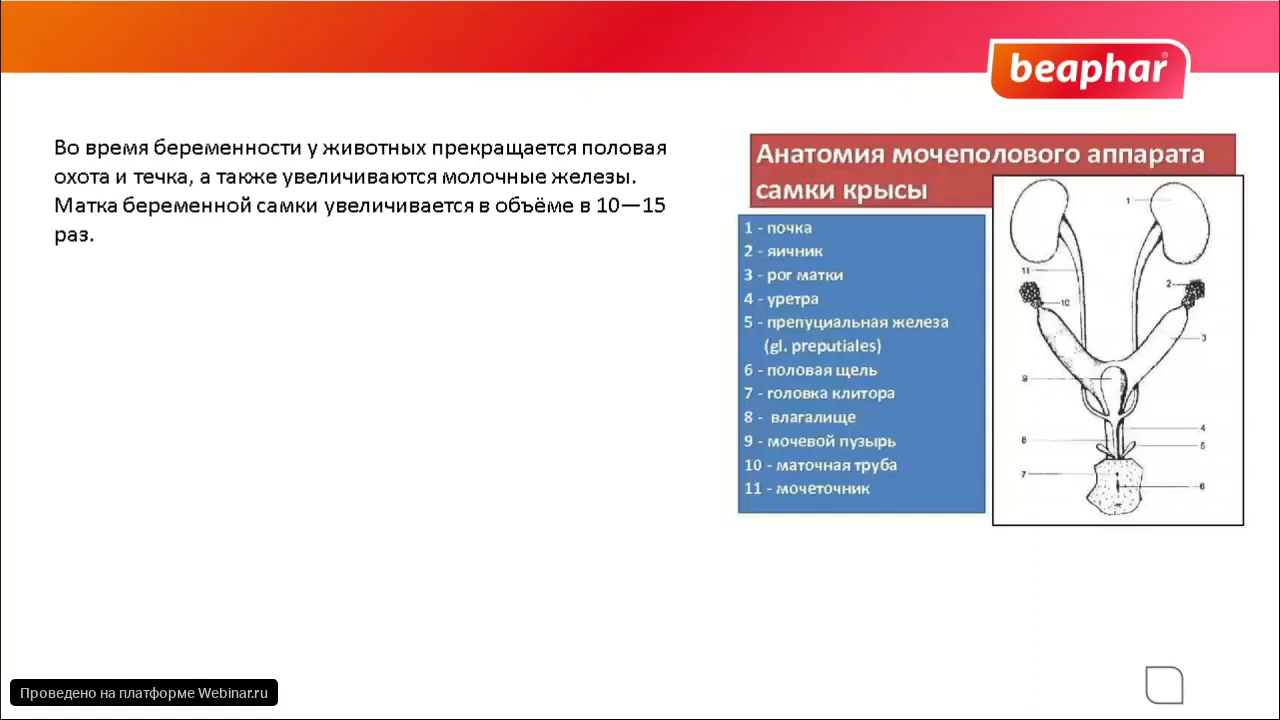 beaphar®
Во время беременности у животных прекращается половая
охота и течка, а также увеличиваются молочные железы.
Матка беременной самки увеличивается в объёме в 10—15
раз.
Анатомия мочеполового аппарата
самки крысы
1 - почка
2 - яичник
3 - рог матки
4 - уретра
5 - препуциальная железа
(gl. preputiales)
6 - половая щель
7 - головка клитора
8 - влагалище
9 - мочевой пузырь
10 - маточная труба
11 - мочеточник
1
11
2
10
3
9
4
8
5
7
6
Проведено на платформе Webinar.ru